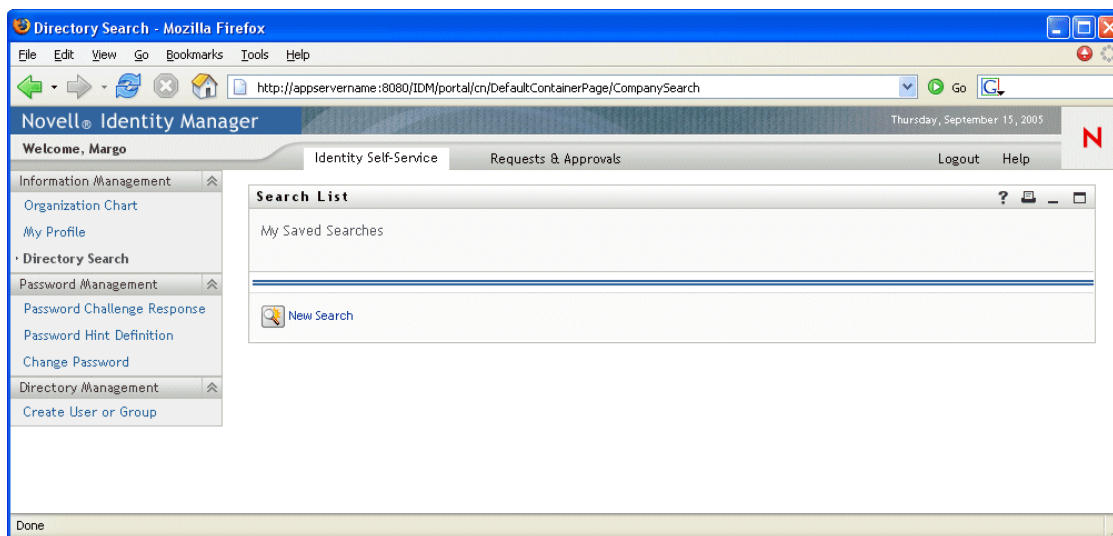 Directory Search - Mozilla Firefox
File Edit View Go Bookmarks Tools Help
http://appservername:8080/IDM/portal/cn/DefaultContainerPage/CompanySearch
Go
G
Novell® Identity Manager
Thursday, September 15, 2005
N
Welcome, Margo
Identity Self-Service
Requests & Approvals
Logout
Help
Information Management
Organization Chart
My Profile
Directory Search
Password Management
Password Challenge Response
Password Hint Definition
Change Password
Directory Management
Create User or Group
Search List
?
My Saved Searches
New Search
Done